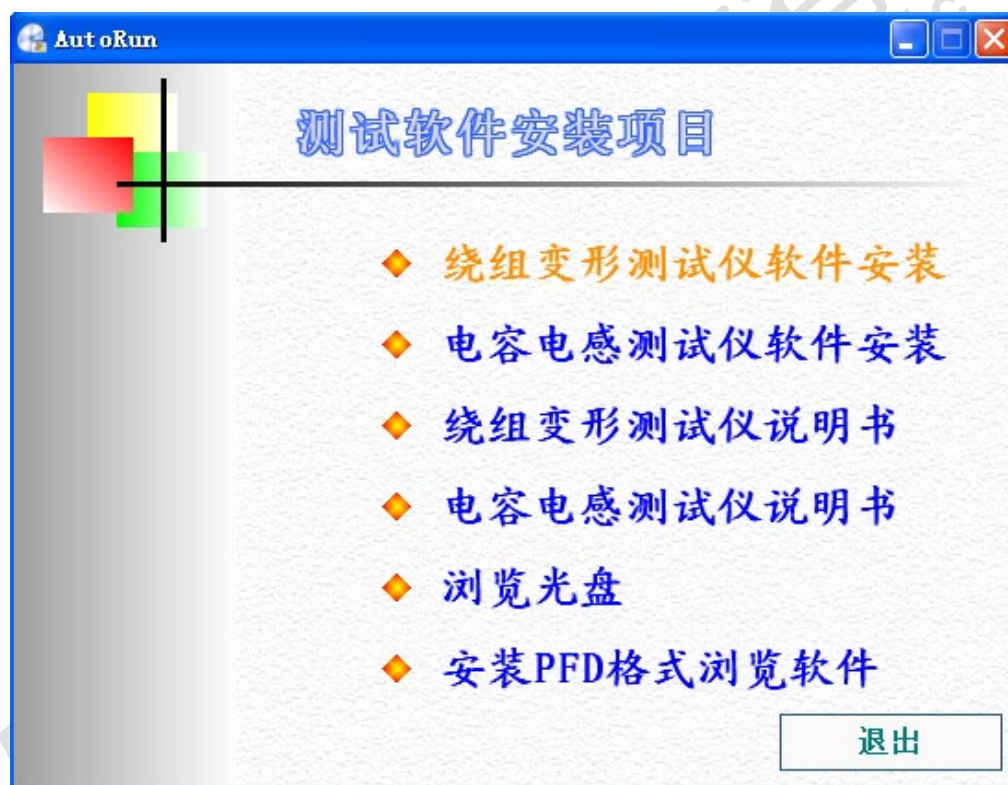 AutoRun
测试软件安装项目
绕组变形测试仪软件安装
电容电感测试仪软件安装
绕组变形测试仪说明书
电容电感测试仪说明书
浏览光盘
安装PFD格式浏览软件
退出